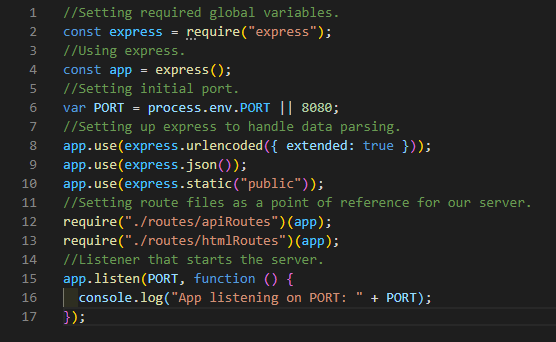 1 //Setting required global variables.
2 const express = require("express");
3 //Using express.
4 const app = express();
5 //Setting initial port.
6 var PORT = process.env.PORT || 8080;
7 //Setting up express to handle data parsing.
8 app.use(express.urlencoded({ extended: true }));
9 app.use(express.json());
10 app.use(express.static("public"));
11 //Setting route files as a point of reference for our server.
12 require("./routes/apiRoutes")(app);
13 require("./routes/htmlRoutes")(app);
14 //Listener that starts the server.
15 app.listen(PORT, function () {
16   console.log("App listening on PORT: " + PORT);
17 });